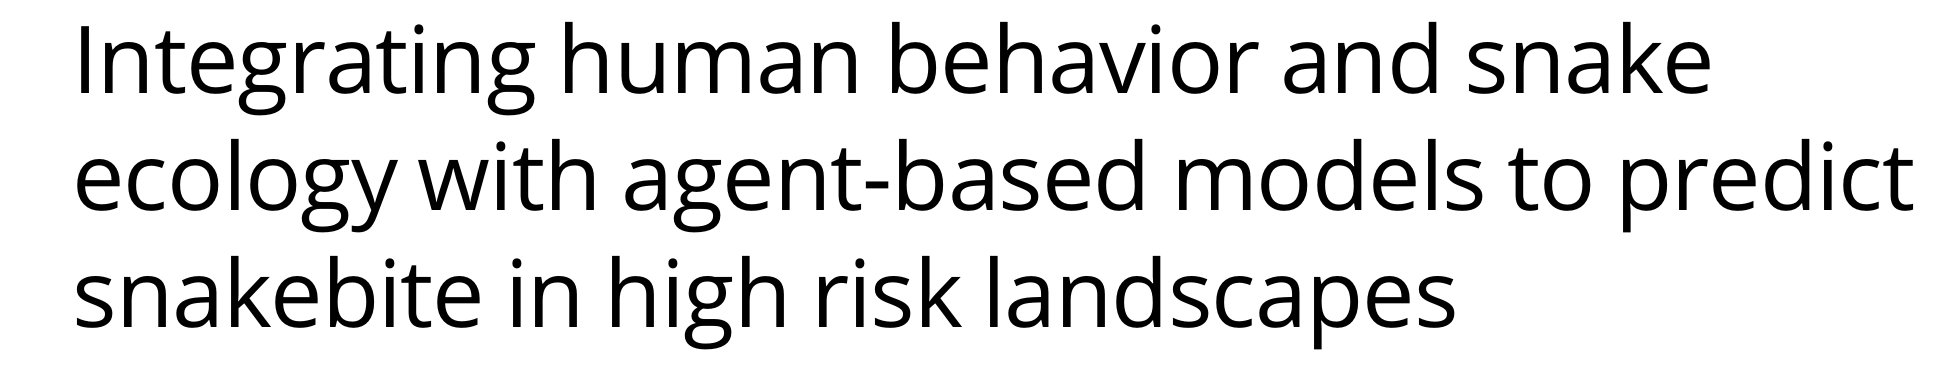 Integrating human behavior and snake
ecology with agent-based models to predict
snakebite in high risk landscapes